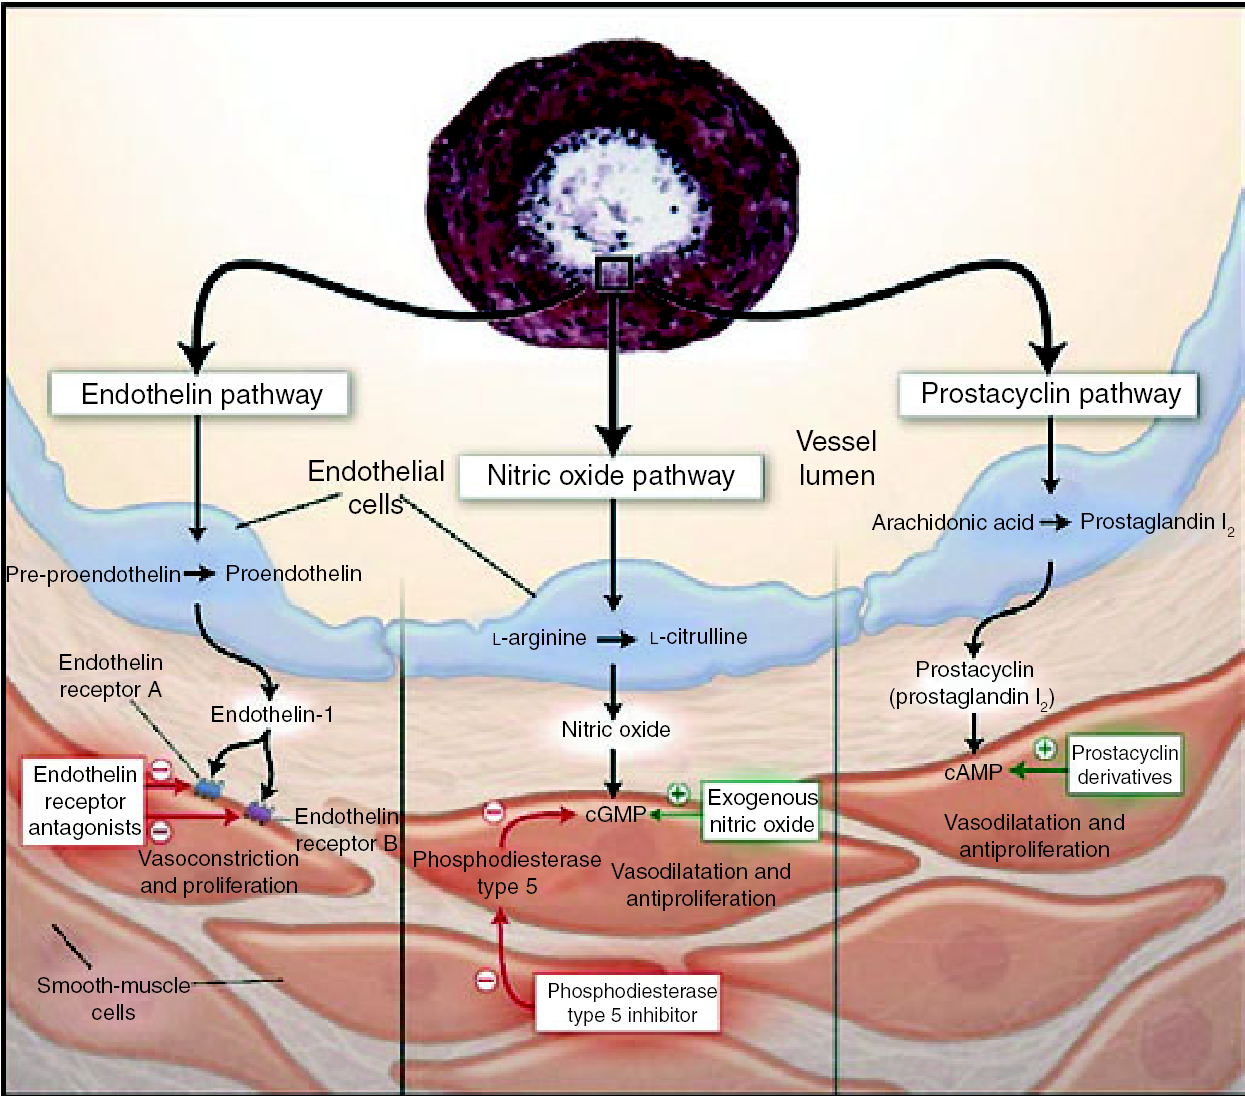 Endothelin pathway
Prostacyclin pathway
Nitric oxide pathway
Endothelial
cells
Vessel
lumen
Arachidonic acid
Prostaglandin I2
Pre-proendothelin
Proendothelin
L-arginine
L-citrulline
Endothelin
receptor A
Endothelin-1
Nitric oxide
Prostacyclin
(prostaglandin I2)
Endothelin
receptor
antagonists
Endothelin
receptor B
Vasoconstriction
and proliferation
cGMP
Exogenous
nitric oxide
Phosphodiesterase
type 5
Vasodilatation and
antiproliferation
cAMP
Prostacyclin
derivatives
Vasodilatation and
antiproliferation
Smooth-muscle
cells
Phosphodiesterase
type 5 inhibitor